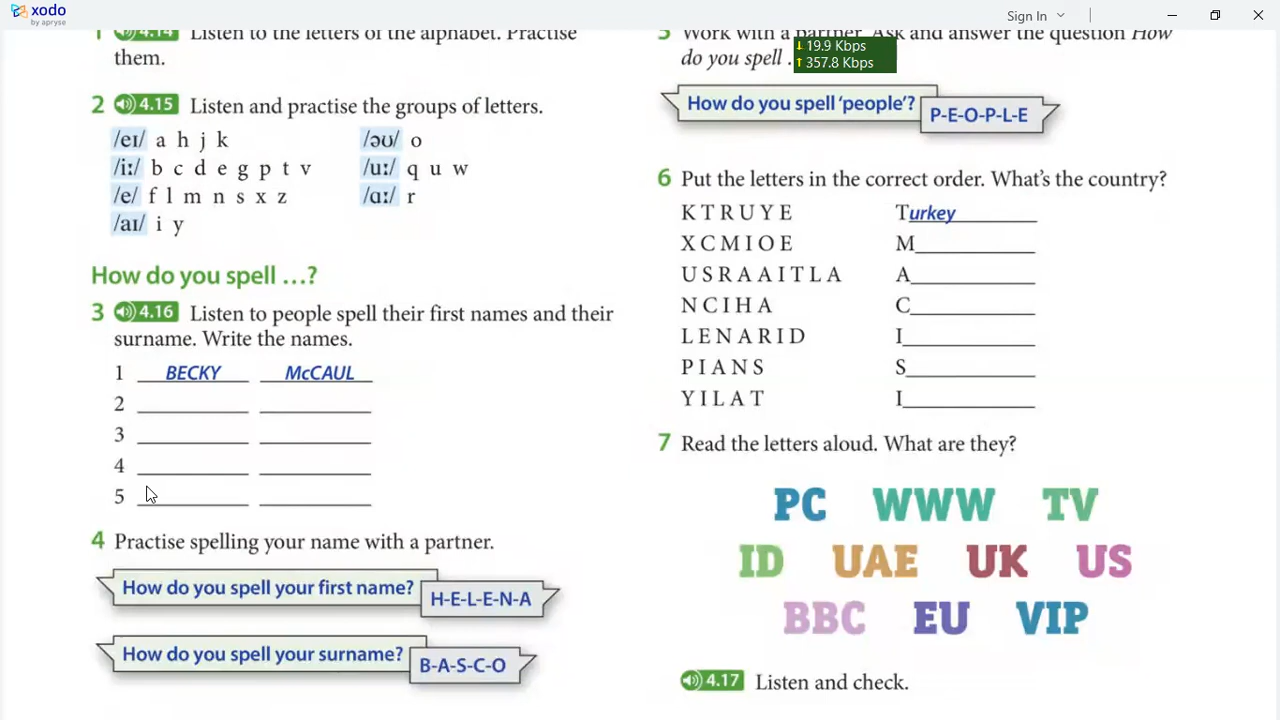 xodo
by apryse
Sign In
1 4.14 Listen to the letters of the alphabet. Practise
them.
2 4.15 Listen and practise the groups of letters.
/eɪ/ a h j k
/iː/ b c d e g p t v
/e/ f l m n s x z
/aɪ/ i y
/əʊ/ o
/uː/ q u w
/ɑː/ r
How do you spell …?
3 4.16 Listen to people spell their first names and their
surname. Write the names.
1 BECKY McCAUL
2
3
4
5
4 Practise spelling your name with a partner.
How do you spell your first name? H-E-L-E-N-A
How do you spell your surname? B-A-S-C-O
5 Work with a partner. Ask and answer the question How
do you spell
↓ 19.9 Kbps
↑ 357.8 Kbps
How do you spell 'people'? P-E-O-P-L-E
6 Put the letters in the correct order. What's the country?
K T R U Y E Turkey
X C M I O E M
U S R A A I T L A A
N C I H A C
L E N A R I D I
P I A N S S
Y I L A T I
7 Read the letters aloud. What are they?
PC WWW TV
ID UAE UK US
BBC EU VIP
4.17 Listen and check.